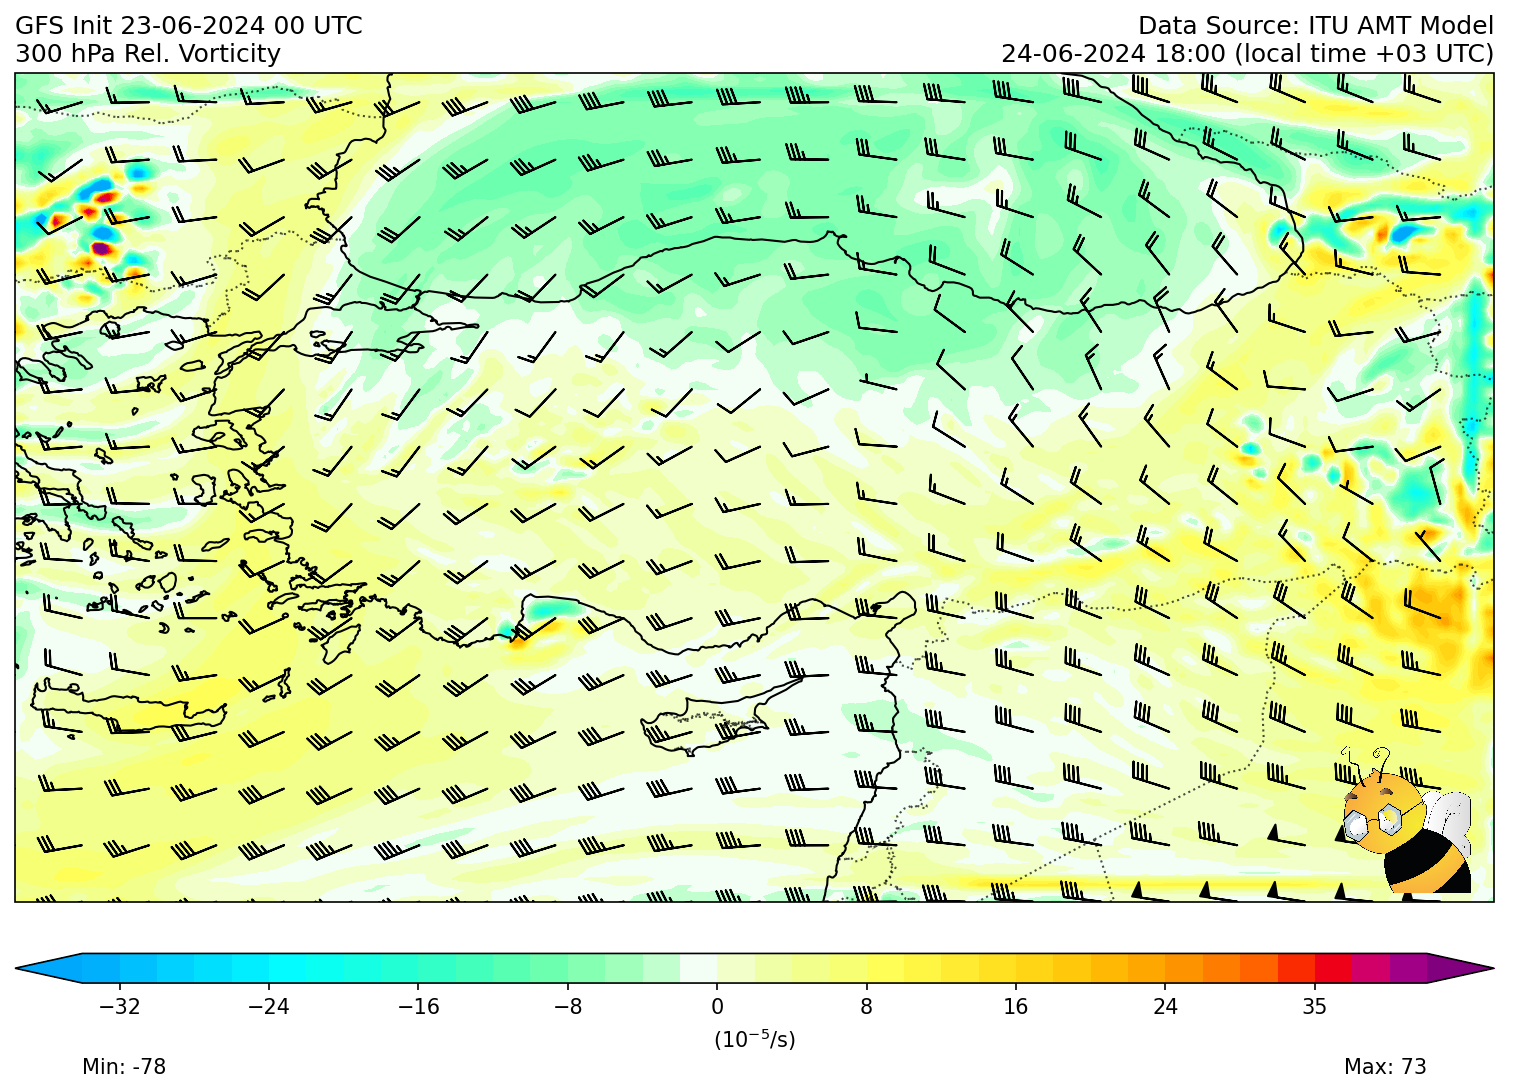 GFS Init 23-06-2024 00 UTC
Data Source: ITU AMT Model
300 hPa Rel. Vorticity
24-06-2024 18:00 (local time +03 UTC)
−32 −24 −16 −8 0 8 16 24 35
(10⁻⁵/s)
Min: -78
Max: 73